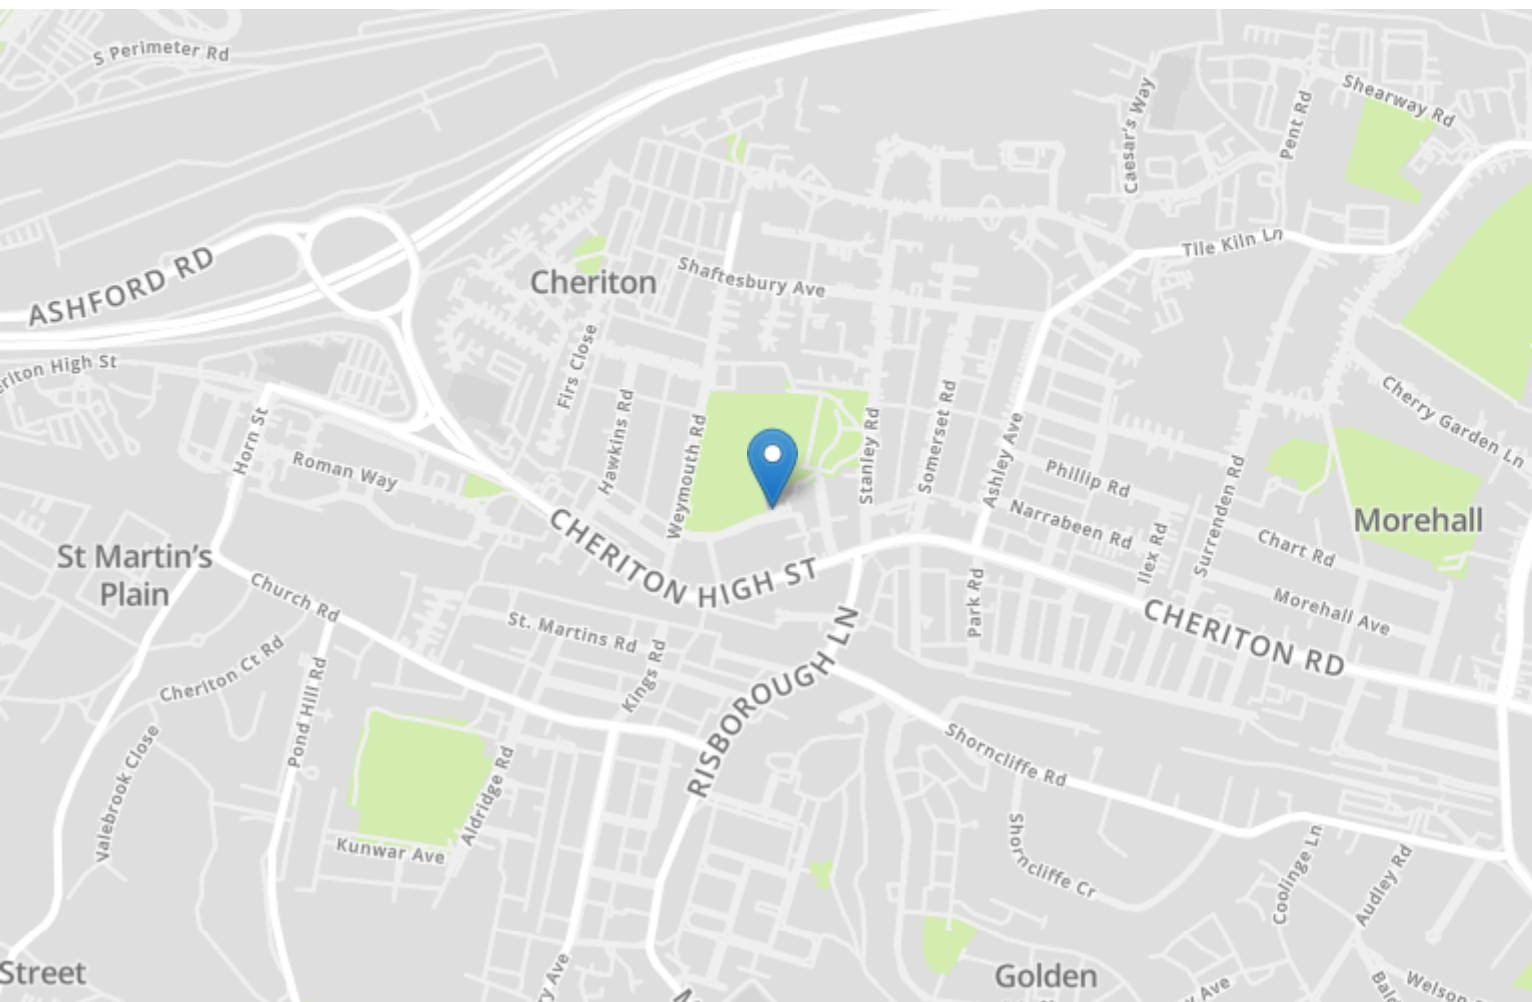 S Perimeter Rd
Shearway Rd
Caesar's Way
Pent Rd
ASHFORD RD
Tile Kiln Ln
Cheriton
Shaftesbury Ave
riton High St
Firs Close
Hawkins Rd
Weymouth Rd
Stanley Rd
Somerset Rd
Ashley Ave
Cherry Garden Ln
Horn St
Roman Way
Phillip Rd
Narrabeen Rd
Ilex Rd
Surrenden Rd
Chart Rd
Morehall
St Martin's
Plain
CHERITON HIGH ST
Church Rd
Park Rd
Morehall Ave
CHERITON RD
St. Martins Rd
Kings Rd
RISBOROUGH LN
Cheriton Ct Rd
Pond Hill Rd
Valebrook Close
Shorncliffe Rd
Aldridge Rd
Kunwar Ave
Shorncliffe Cr
Coolinge Ln
Audley Rd
Street
ry Ave
Golden
y Ave
Welson